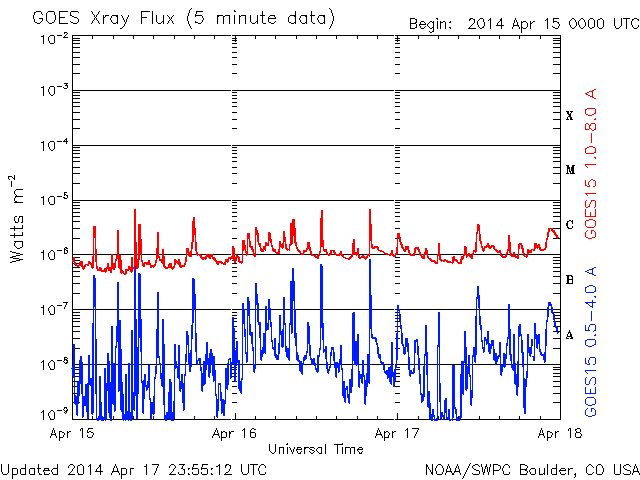 GOES Xray Flux (5 minute data)
Begin: 2014 Apr 15 0000 UTC
10⁻²
10⁻³
10⁻⁴
10⁻⁵
10⁻⁶
10⁻⁷
10⁻⁸
10⁻⁹
Watts m⁻²
X
M
C
B
A
GOES15 1.0-8.0 A
GOES15 0.5-4.0 A
Apr 15
Apr 16
Apr 17
Apr 18
Universal Time
Updated 2014 Apr 17 23:55:12 UTC
NOAA/SWPC Boulder, CO USA